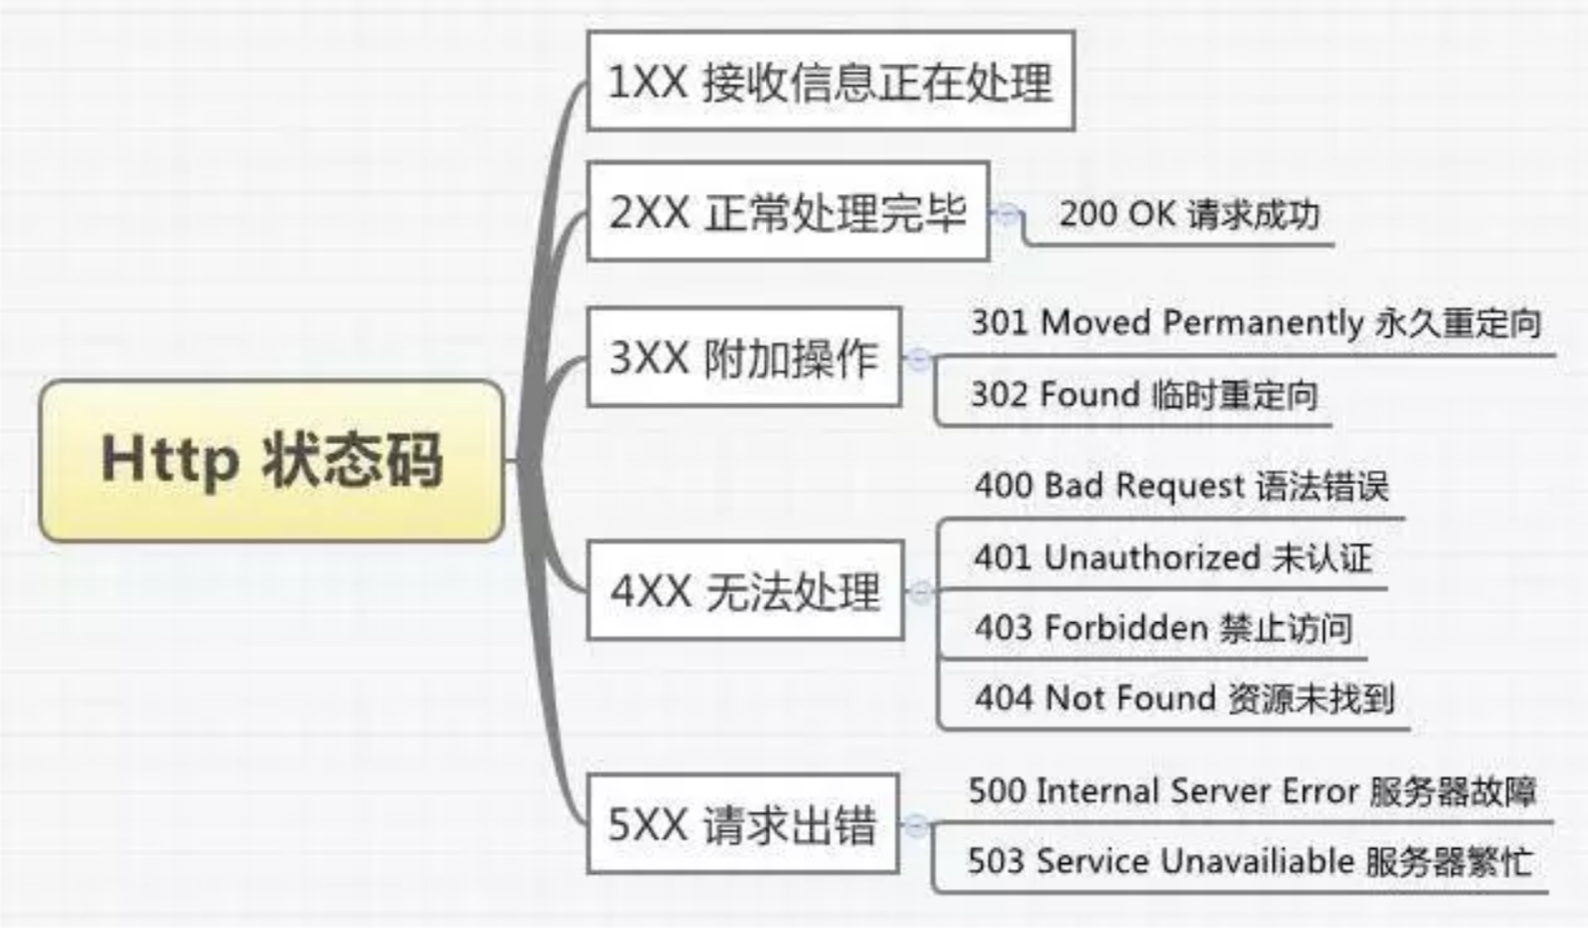 Http 状态码
1XX 接收信息正在处理
2XX 正常处理完毕
200 OK 请求成功
3XX 附加操作
301 Moved Permanently 永久重定向
302 Found 临时重定向
4XX 无法处理
400 Bad Request 语法错误
401 Unauthorized 未认证
403 Forbidden 禁止访问
404 Not Found 资源未找到
5XX 请求出错
500 Internal Server Error 服务器故障
503 Service Unavailiable 服务器繁忙